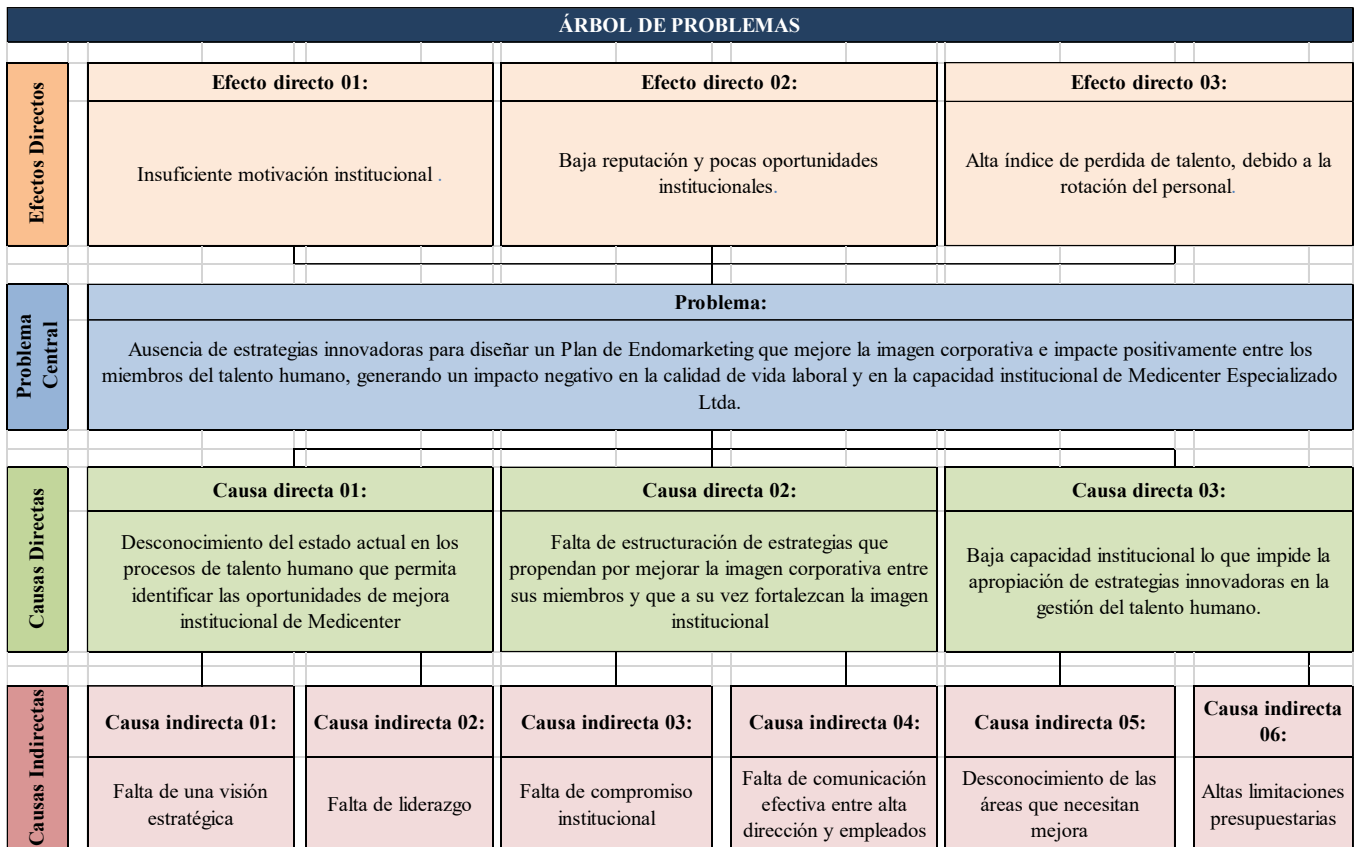 ÁRBOL DE PROBLEMAS
Efectos Directos
Efecto directo 01:
Insuficiente motivación institucional .
Efecto directo 02:
Baja reputación y pocas oportunidades
institucionales.
Efecto directo 03:
Alta índice de perdida de talento, debido a la
rotación del personal.
Problema
Central
Problema:
Ausencia de estrategias innovadoras para diseñar un Plan de Endomarketing que mejore la imagen corporativa e impacte positivamente entre los
miembros del talento humano, generando un impacto negativo en la calidad de vida laboral y en la capacidad institucional de Medicenter Especializado
Ltda.
Causas Directas
Causa directa 01:
Desconocimiento del estado actual en los
procesos de talento humano que permita
identificar las oportunidades de mejora
institucional de Medicenter
Causa directa 02:
Falta de estructuración de estrategias que
propendan por mejorar la imagen corporativa entre
sus miembros y que a su vez fortalezcan la imagen
institucional
Causa directa 03:
Baja capacidad institucional lo que impide la
apropiación de estrategias innovadoras en la
gestión del talento humano.
Causas Indirectas
Causa indirecta 01:
Falta de una visión
estratégica
Causa indirecta 02:
Falta de liderazgo
Causa indirecta 03:
Falta de compromiso
institucional
Causa indirecta 04:
Falta de comunicación
efectiva entre alta
dirección y empleados
Causa indirecta 05:
Desconocimiento de las
áreas que necesitan
mejora
Causa indirecta
06:
Altas limitaciones
presupuestarias